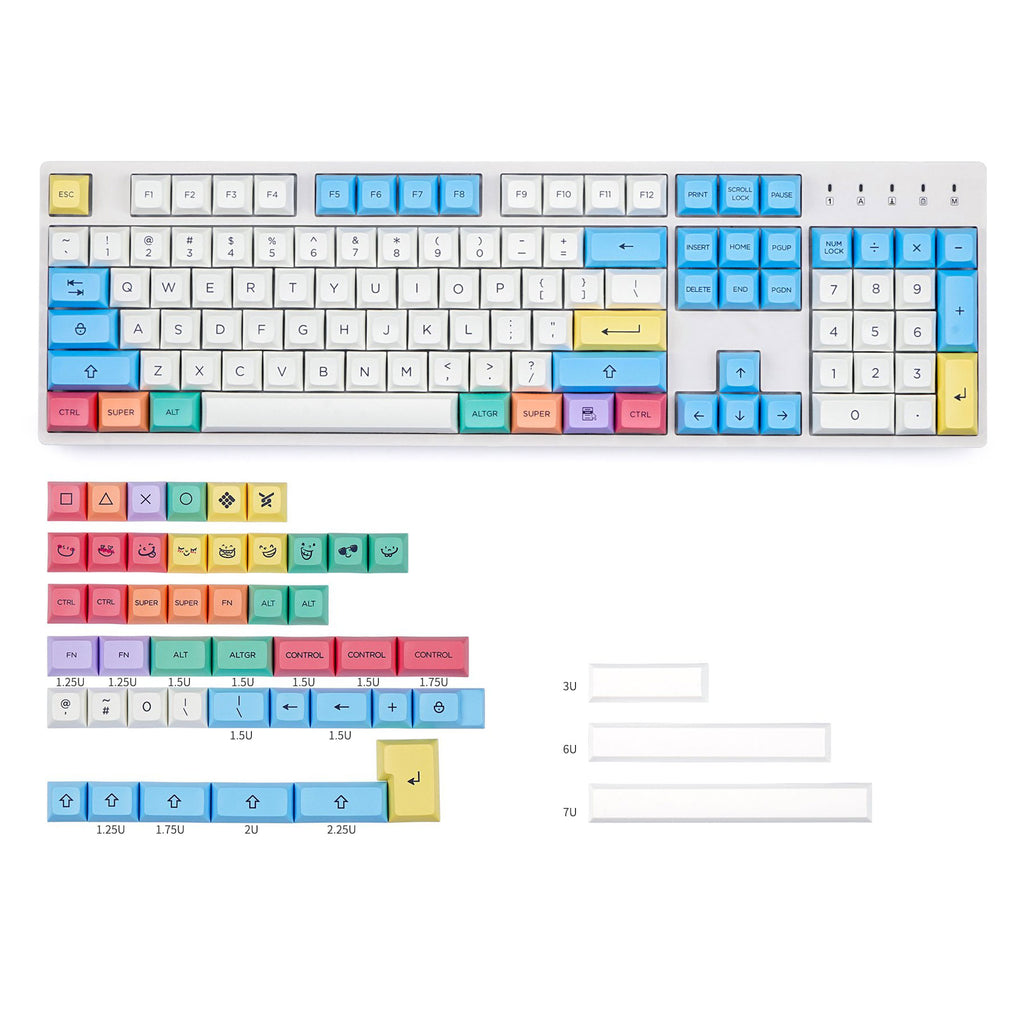 ESC F1 F2 F3 F4 F5 F6 F7 F8 F9 F10 F11 F12 PRINT SCROLL LOCK PAUSE
1 A D M
~ ` ! 1 @ 2 # 3 $ 4 % 5 ^ 6 & 7 * 8 ( 9 ) 0 _ - + = ← INSERT HOME PGUP NUM LOCK ÷ × −
Q W E R T Y U I O P { [ } ] | \ DELETE END PGDN 7 8 9 +
A S D F G H J K L : ; " ' 4 5 6
⇧ Z X C V B N M < , > . ? / ⇧ ↑ 1 2 3 ↵
CTRL SUPER ALT ALTGR SUPER CTRL ← ↓ → 0 .
CTRL CTRL SUPER SUPER FN ALT ALT
FN FN ALT ALTGR CONTROL CONTROL CONTROL
1.25U 1.25U 1.5U 1.5U 1.5U 1.5U 1.75U
@ ' ~ # O | \ | \ ← ← +
1.5U 1.5U
⇧ ⇧ ⇧ ⇧ ⇧ ↵
1.25U 1.75U 2U 2.25U
3U
6U
7U